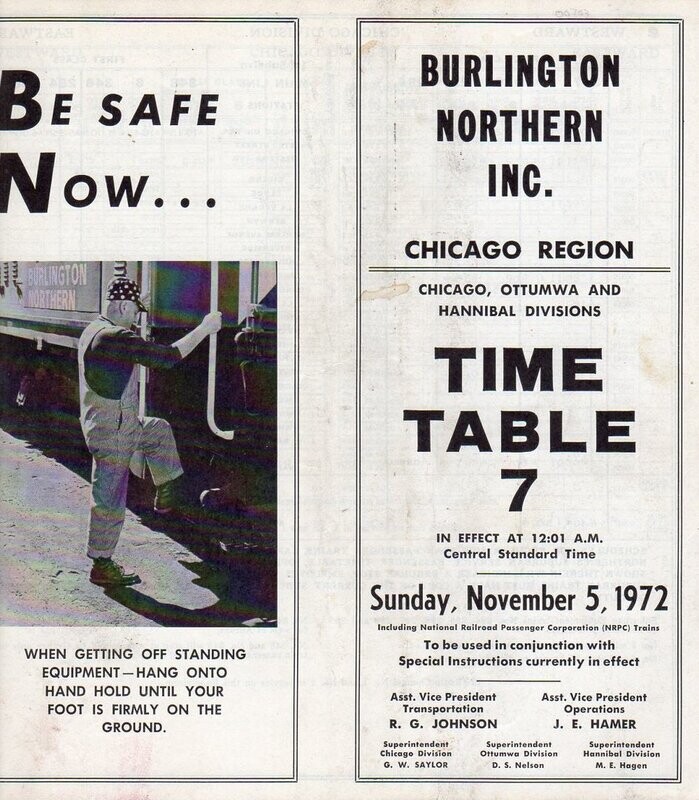 BE SAFE
NOW...
BURLINGTON
NORTHERN
WHEN GETTING OFF STANDING
EQUIPMENT—HANG ONTO
HAND HOLD UNTIL YOUR
FOOT IS FIRMLY ON THE
GROUND.
BURLINGTON
NORTHERN
INC.
CHICAGO REGION
CHICAGO, OTTUMWA AND
HANNIBAL DIVISIONS
TIME
TABLE
7
IN EFFECT AT 12:01 A.M.
Central Standard Time
Sunday, November 5, 1972
Including National Railroad Passenger Corporation (NRPC) Trains
To be used in conjunction with
Special Instructions currently in effect
Asst. Vice President
Transportation
R. G. JOHNSON
Asst. Vice President
Operations
J. E. HAMER
Superintendent
Chicago Division
G. W. SAYLOR
Superintendent
Ottumwa Division
D. S. Nelson
Superintendent
Hannibal Division
M. E. Hagen